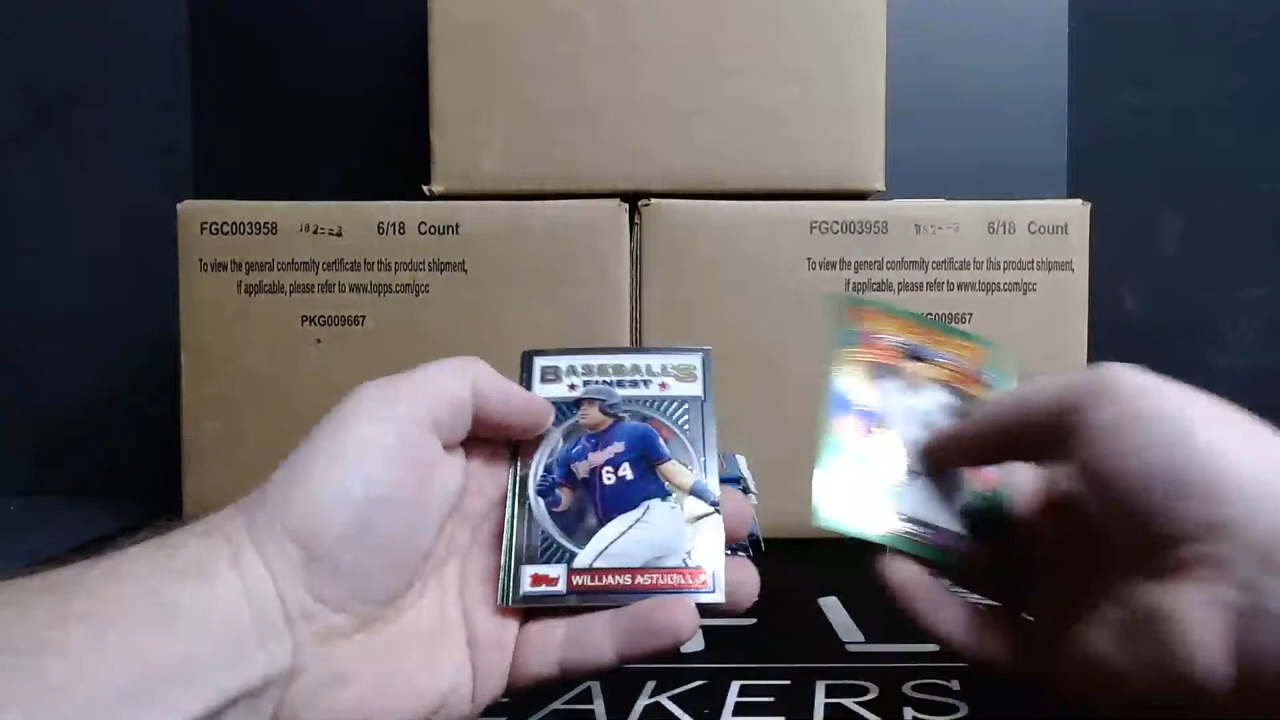 FGC003958 6/18 Count
To view the general conformity certificate for this product shipment,
if applicable, please refer to www.topps.com/gcc
PKG009667
FGC003958 6/18 Count
To view the general conformity certificate for this product shipment,
if applicable, please refer to www.topps.com/gcc
GC009667
BASEBALL'S
FINEST
64
Topps WILLIANS ASTUDILLO
EAKERS